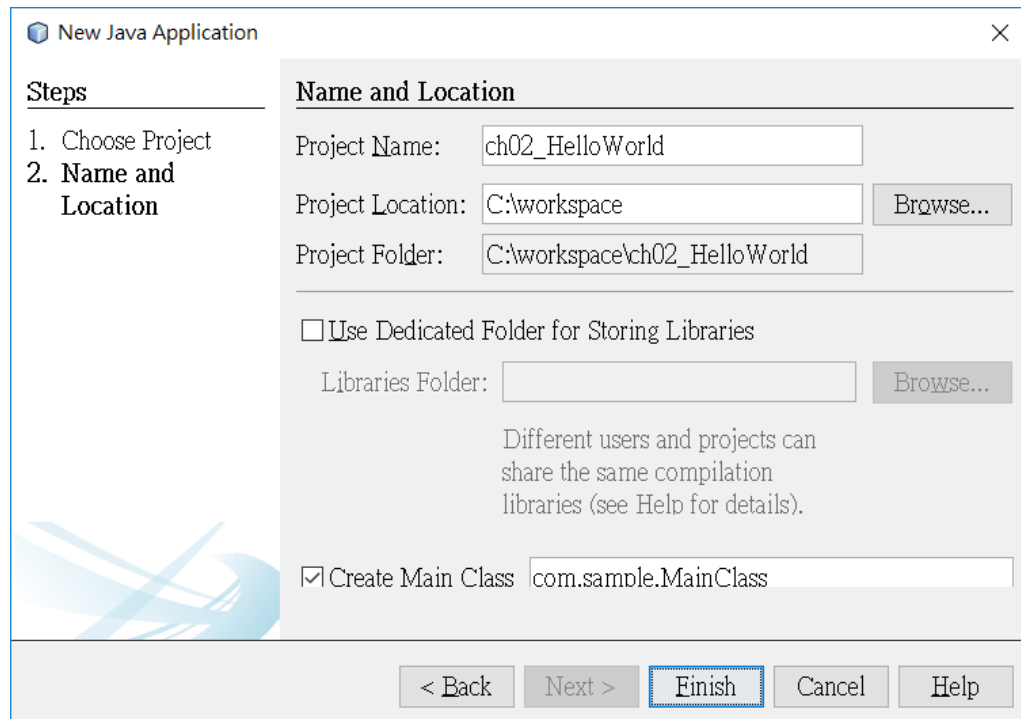 New Java Application
Steps
1. Choose Project
2. Name and
Location
Name and Location
Project Name: ch02_HelloWorld
Project Location: C:\workspace Browse...
Project Folder: C:\workspace\ch02_HelloWorld
Use Dedicated Folder for Storing Libraries
Libraries Folder: Browse...
Different users and projects can
share the same compilation
libraries (see Help for details).
Create Main Class com.sample.MainClass
< Back Next > Finish Cancel Help